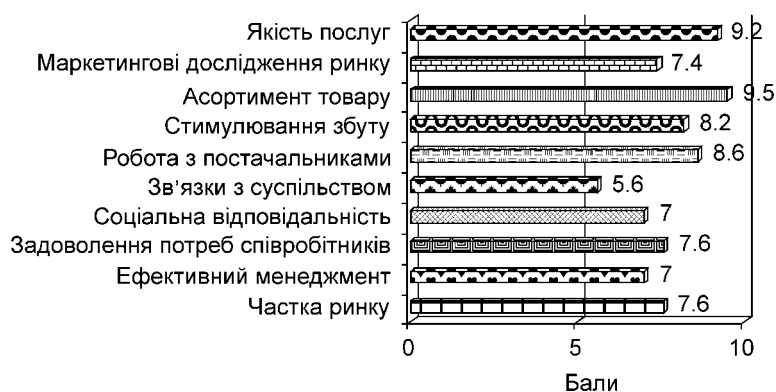 Якість послуг 9.2
Маркетингові дослідження ринку 7.4
Асортимент товару 9.5
Стимулювання збуту 8.2
Робота з постачальниками 8.6
Зв’язки з суспільством 5.6
Соціальна відповідальність 7
Задоволення потреб співробітників 7.6
Ефективний менеджмент 7
Частка ринку 7.6
0 5 10
Бали